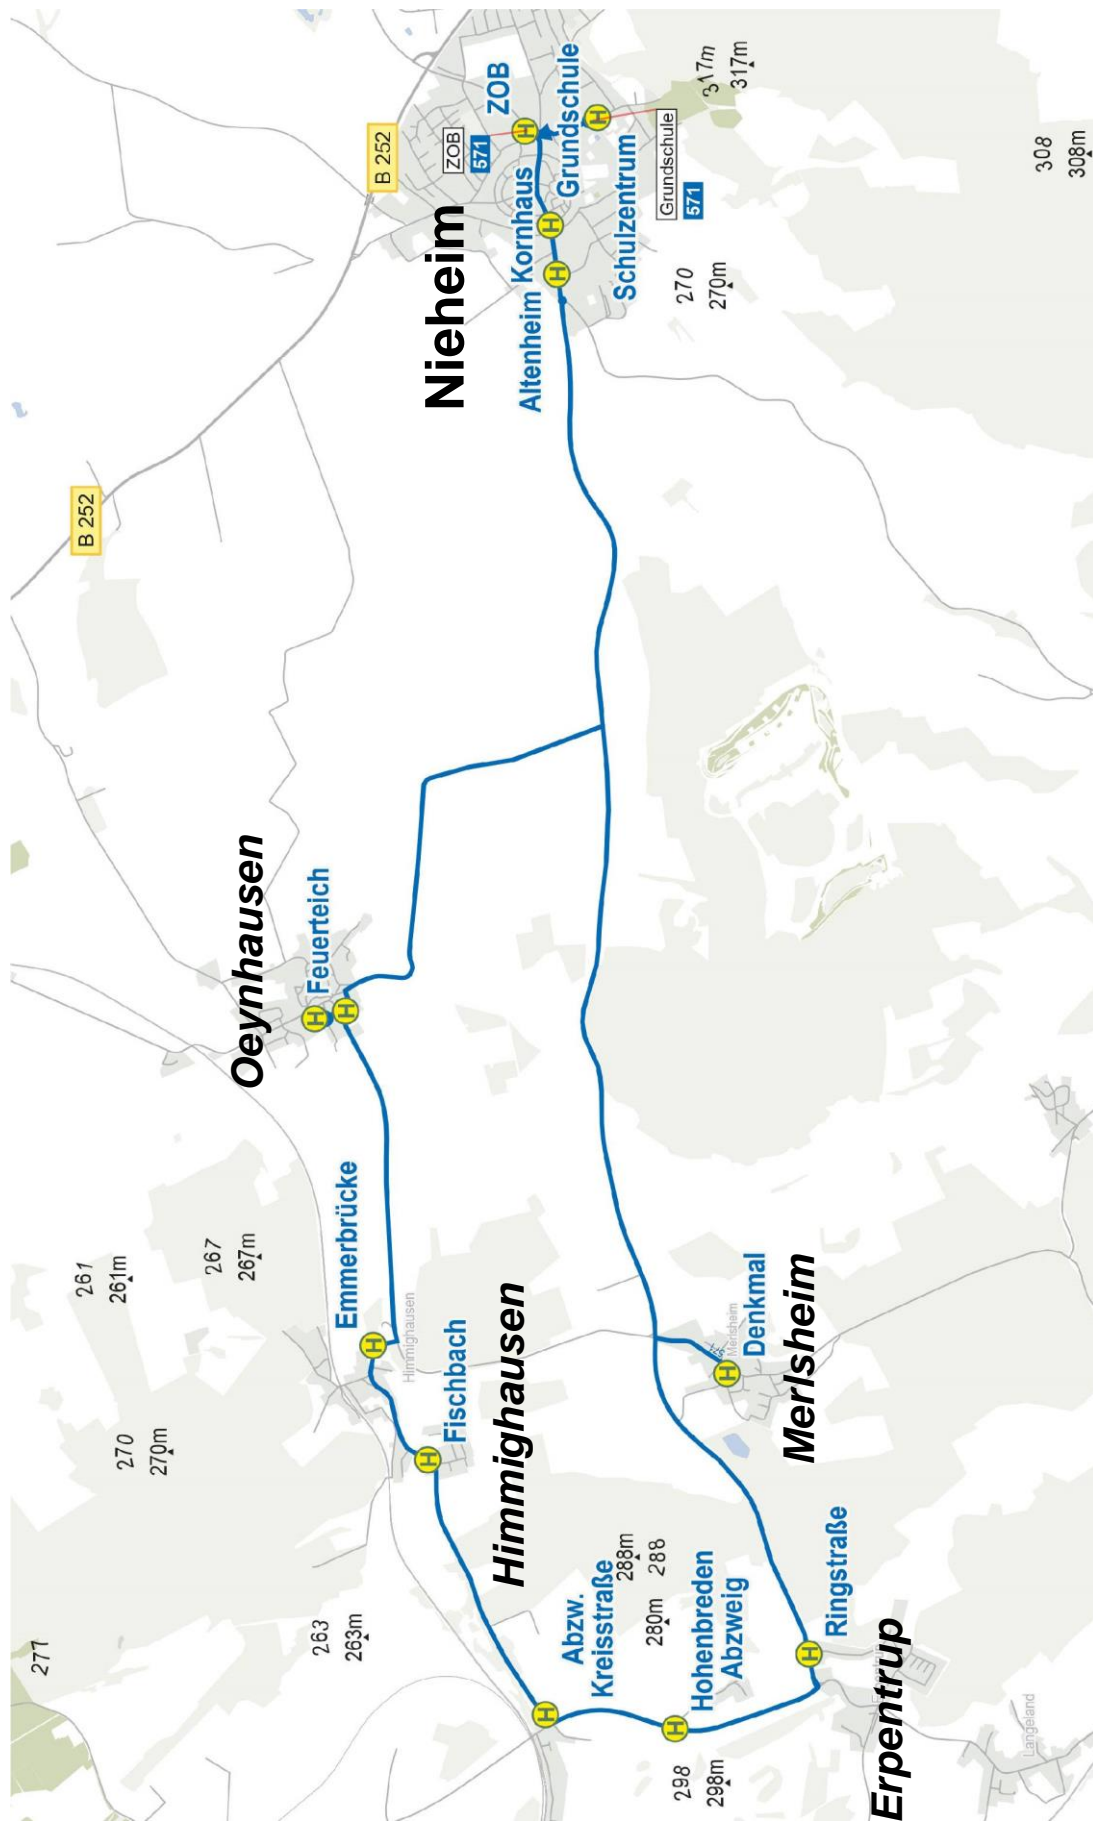 277
261
261m
B 252
270
270m
267
267m
Oeynhausen
263
263m
Feuerteich
Emmerbrücke
B 252
Himmighausen
Fischbach
Nieheim
ZOB
571
ZOB
Himmighausen
Altenheim
Kornhaus
Grundschule
Abzw.
Kreisstraße
288m
288
280m
Schulzentrum
Grundschule
571
270
270m
298
298m
Hohenbreden
Abzweig
317m
317m
Merlsheim
Denkmal
Merlsheim
Ringstraße
Erpentrup
Langeland
308
308m